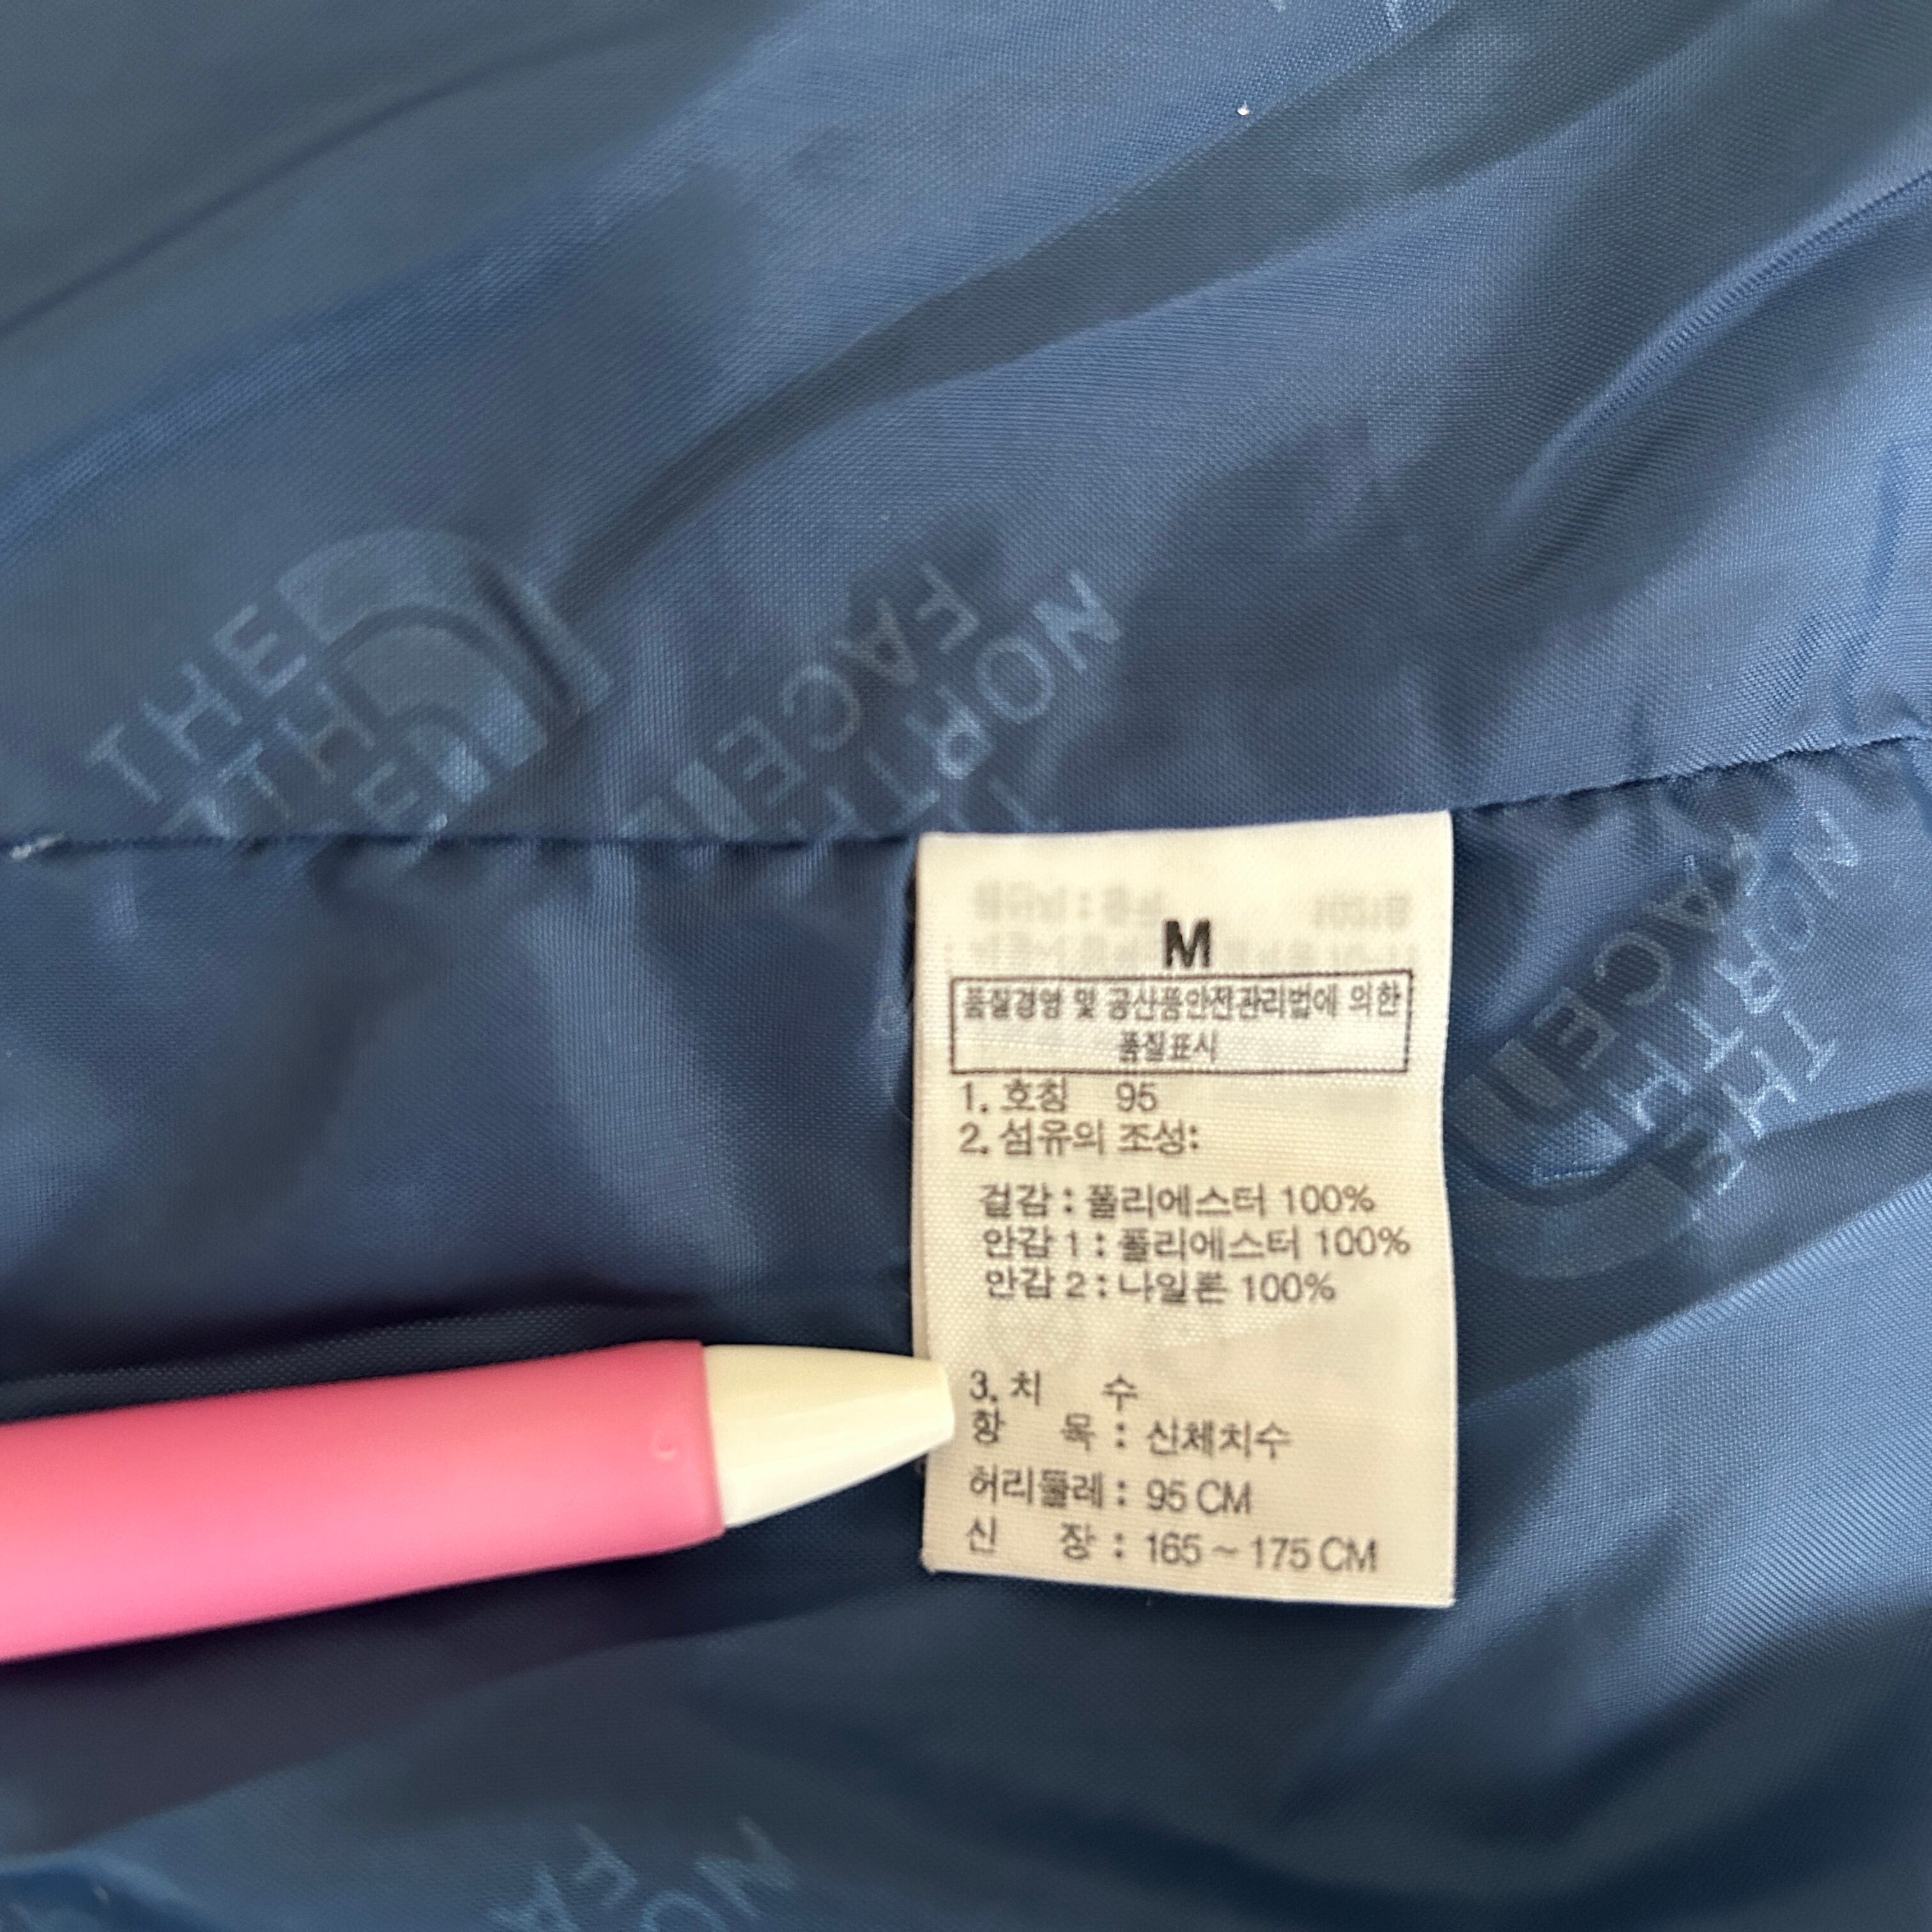 THE
NORTH
FACE
NORTH
FACE
THE
NORTH
FACE
M
품질경영 및 공산품안전관리법에 의한
품질표시
1. 호칭 95
2. 섬유의 조성:
겉감 : 폴리에스터 100%
안감 1 : 폴리에스터 100%
안감 2 : 나일론 100%
3. 치 수
항 목 : 신체치수
허리둘레 : 95 CM
신 장 : 165 ~ 175 CM